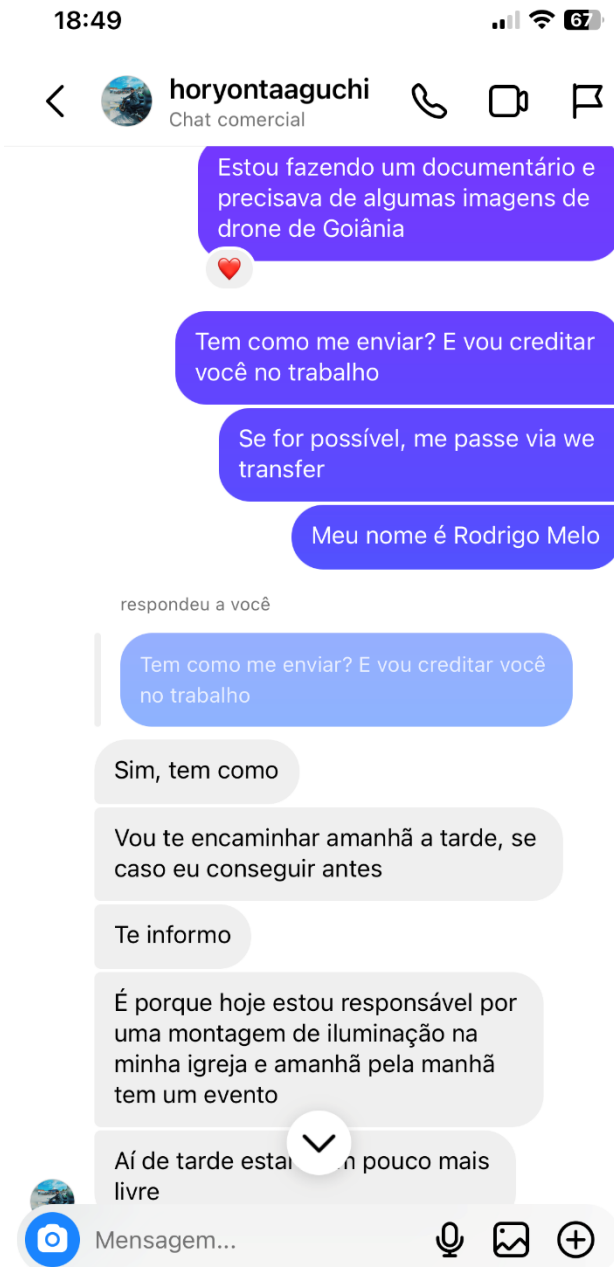 18:49
67
horyontaaguchi
Chat comercial
Estou fazendo um documentário e
precisava de algumas imagens de
drone de Goiânia
Tem como me enviar? E vou creditar
você no trabalho
Se for possível, me passe via we
transfer
Meu nome é Rodrigo Melo
respondeu a você
Tem como me enviar? E vou creditar você
no trabalho
Sim, tem como
Vou te encaminhar amanhã a tarde, se
caso eu conseguir antes
Te informo
É porque hoje estou responsável por
uma montagem de iluminação na
minha igreja e amanhã pela manhã
tem um evento
Aí de tarde pouco mais
livre
Mensagem...